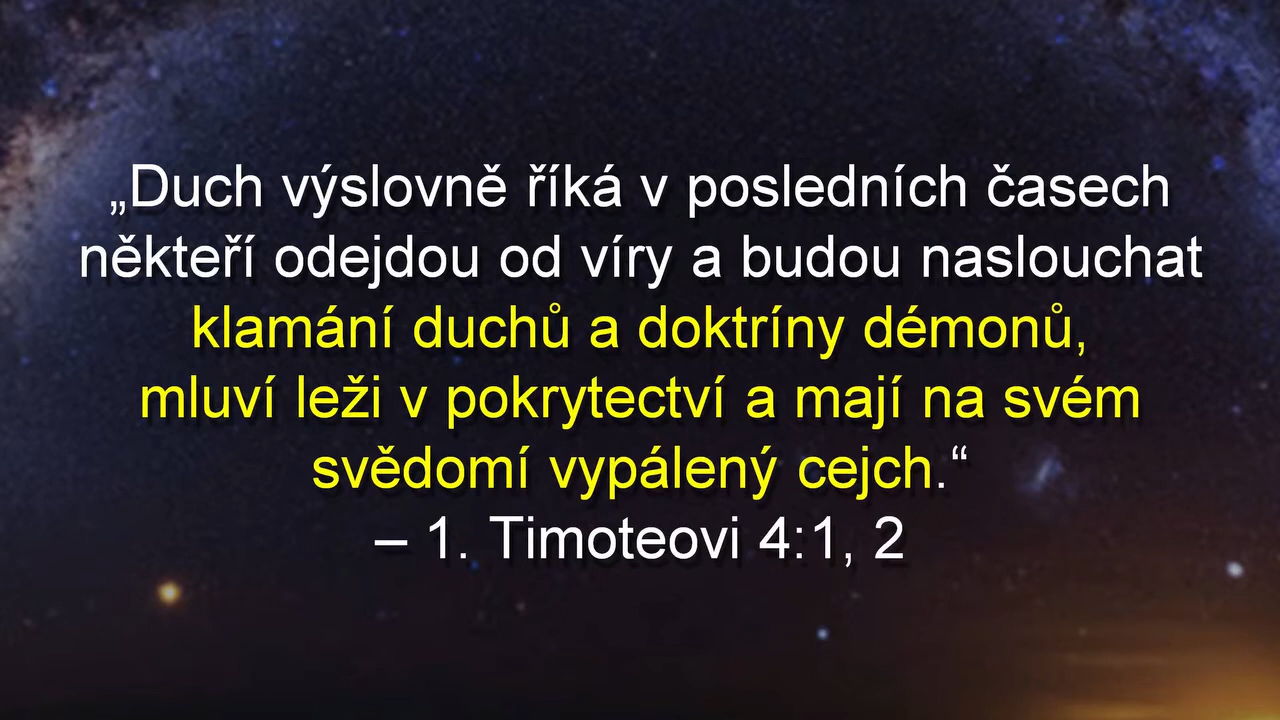 „Duch výslovně říká v posledních časech
někteří odejdou od víry a budou naslouchat
klamání duchů a doktríny démonů,
mluví leži v pokrytectví a mají na svém
svědomí vypálený cejch.“
– 1. Timoteovi 4:1, 2